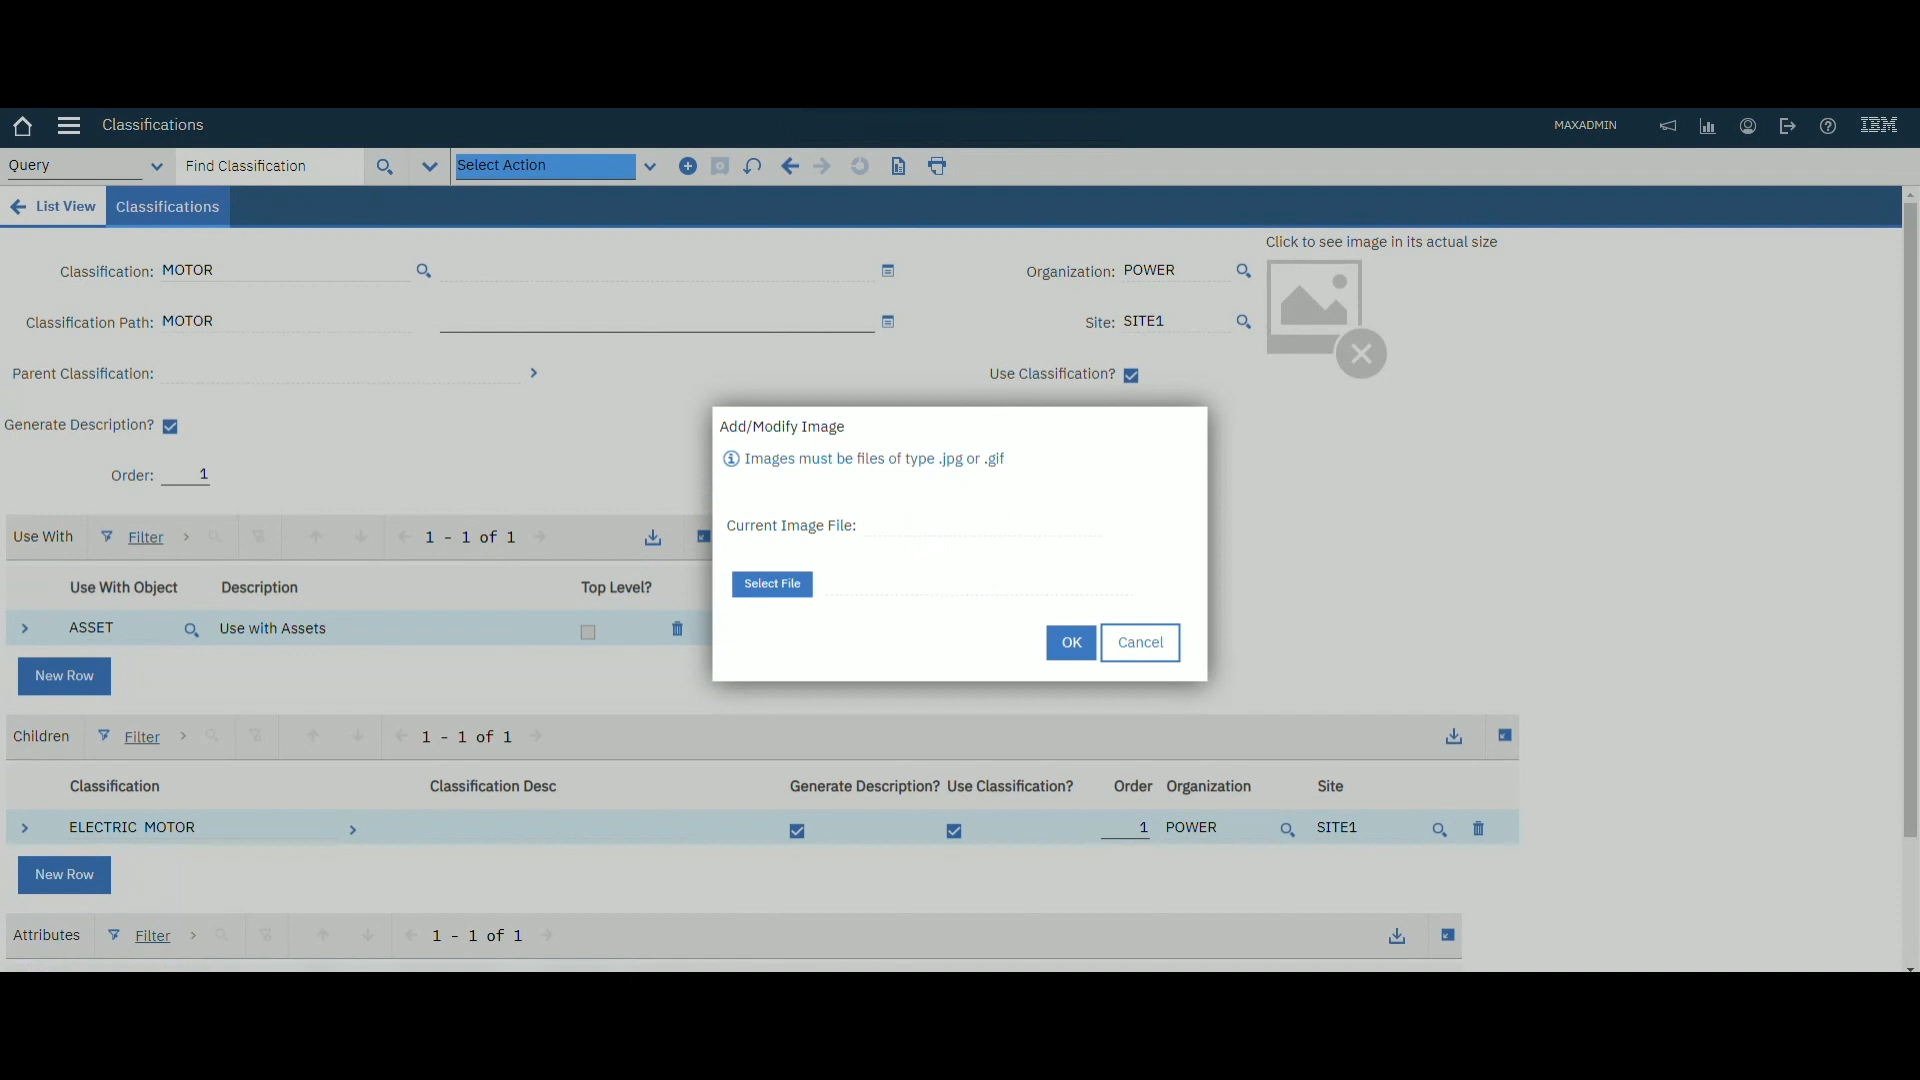 Classifications
MAXADMIN
IBM
Query
Find Classification
Select Action
List View
Classifications
Click to see image in its actual size
Classification: MOTOR
Organization: POWER
Classification Path: MOTOR
Site: SITE1
Parent Classification:
Use Classification?
Generate Description?
Order: 1
Add/Modify Image
Images must be files of type .jpg or .gif
Current Image File:
Select File
OK
Cancel
Use With Filter 1 - 1 of 1
Use With Object Description Top Level?
ASSET Use with Assets
New Row
Children Filter 1 - 1 of 1
Classification Classification Desc Generate Description? Use Classification? Order Organization Site
ELECTRIC MOTOR 1 POWER SITE1
New Row
Attributes Filter 1 - 1 of 1